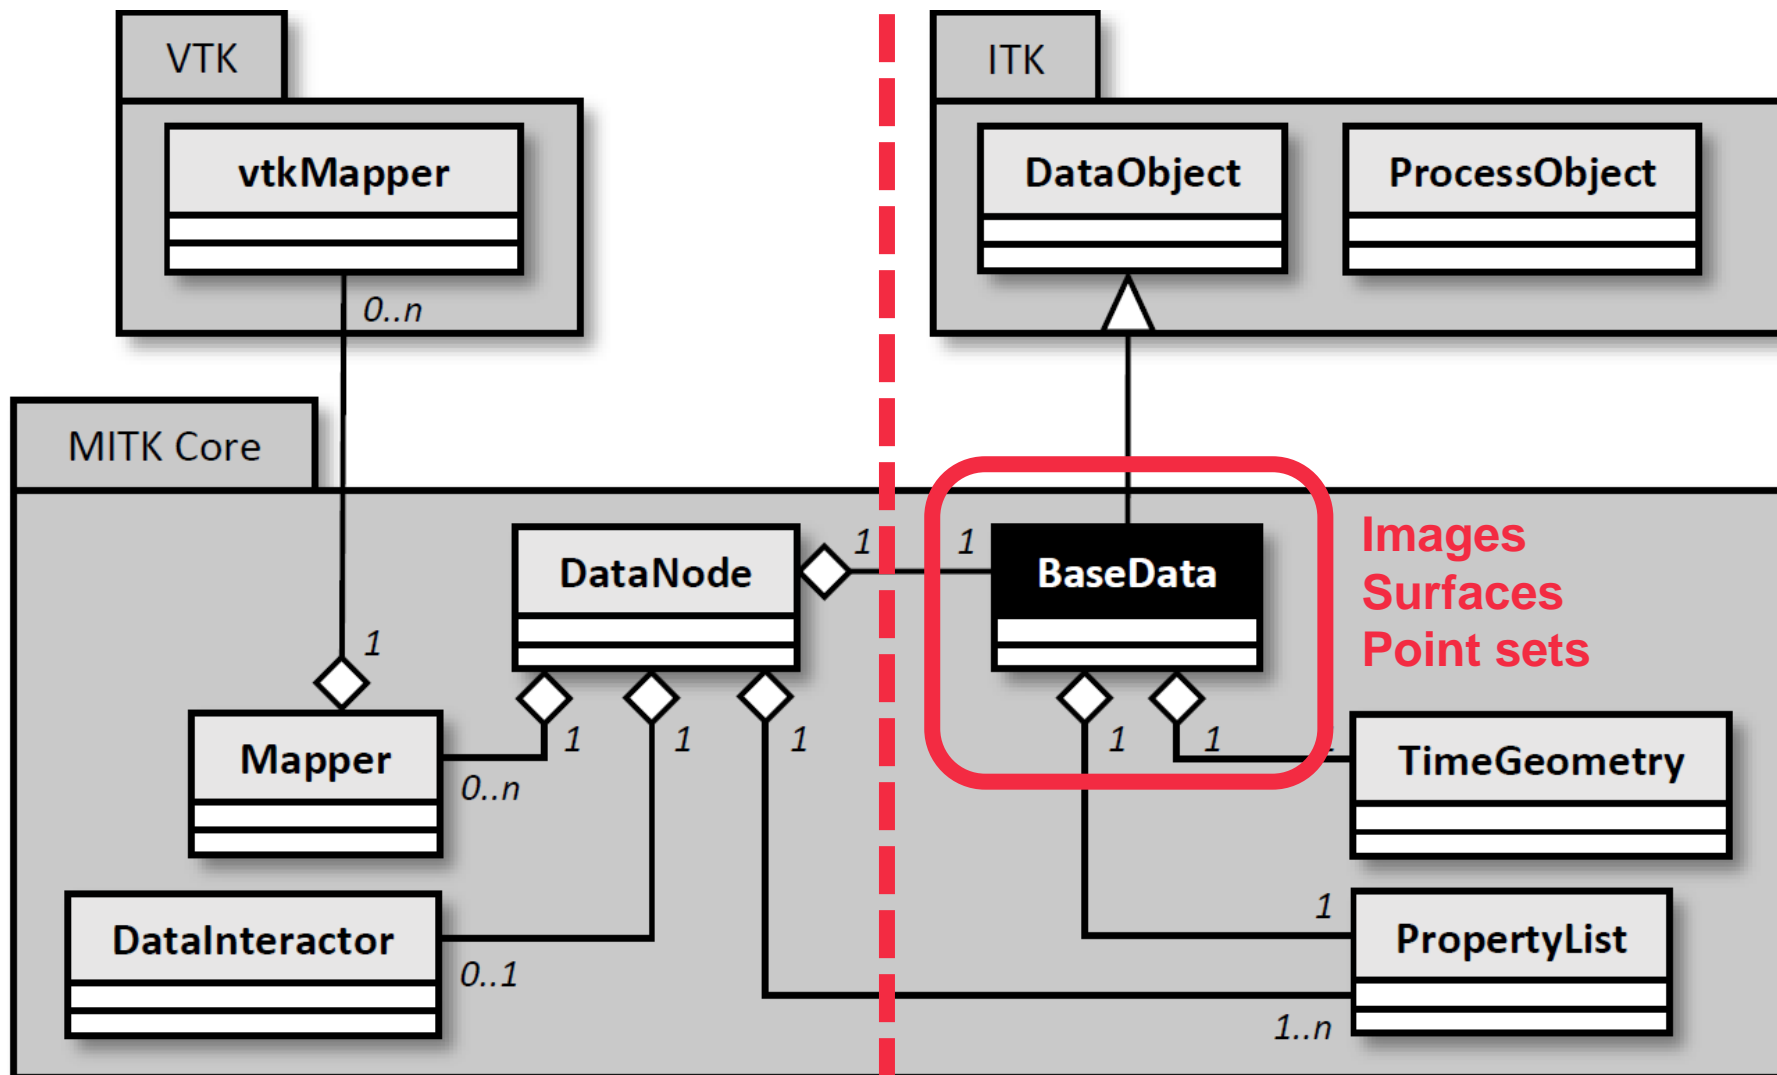 VTK
ITK
vtkMapper
DataObject
ProcessObject
0..n
MITK Core
DataNode
1
1
BaseData
Images
Surfaces
Point sets
1
Mapper
0..n
1
1
1
1
1
1
TimeGeometry
DataInteractor
0..1
1
PropertyList
1..n